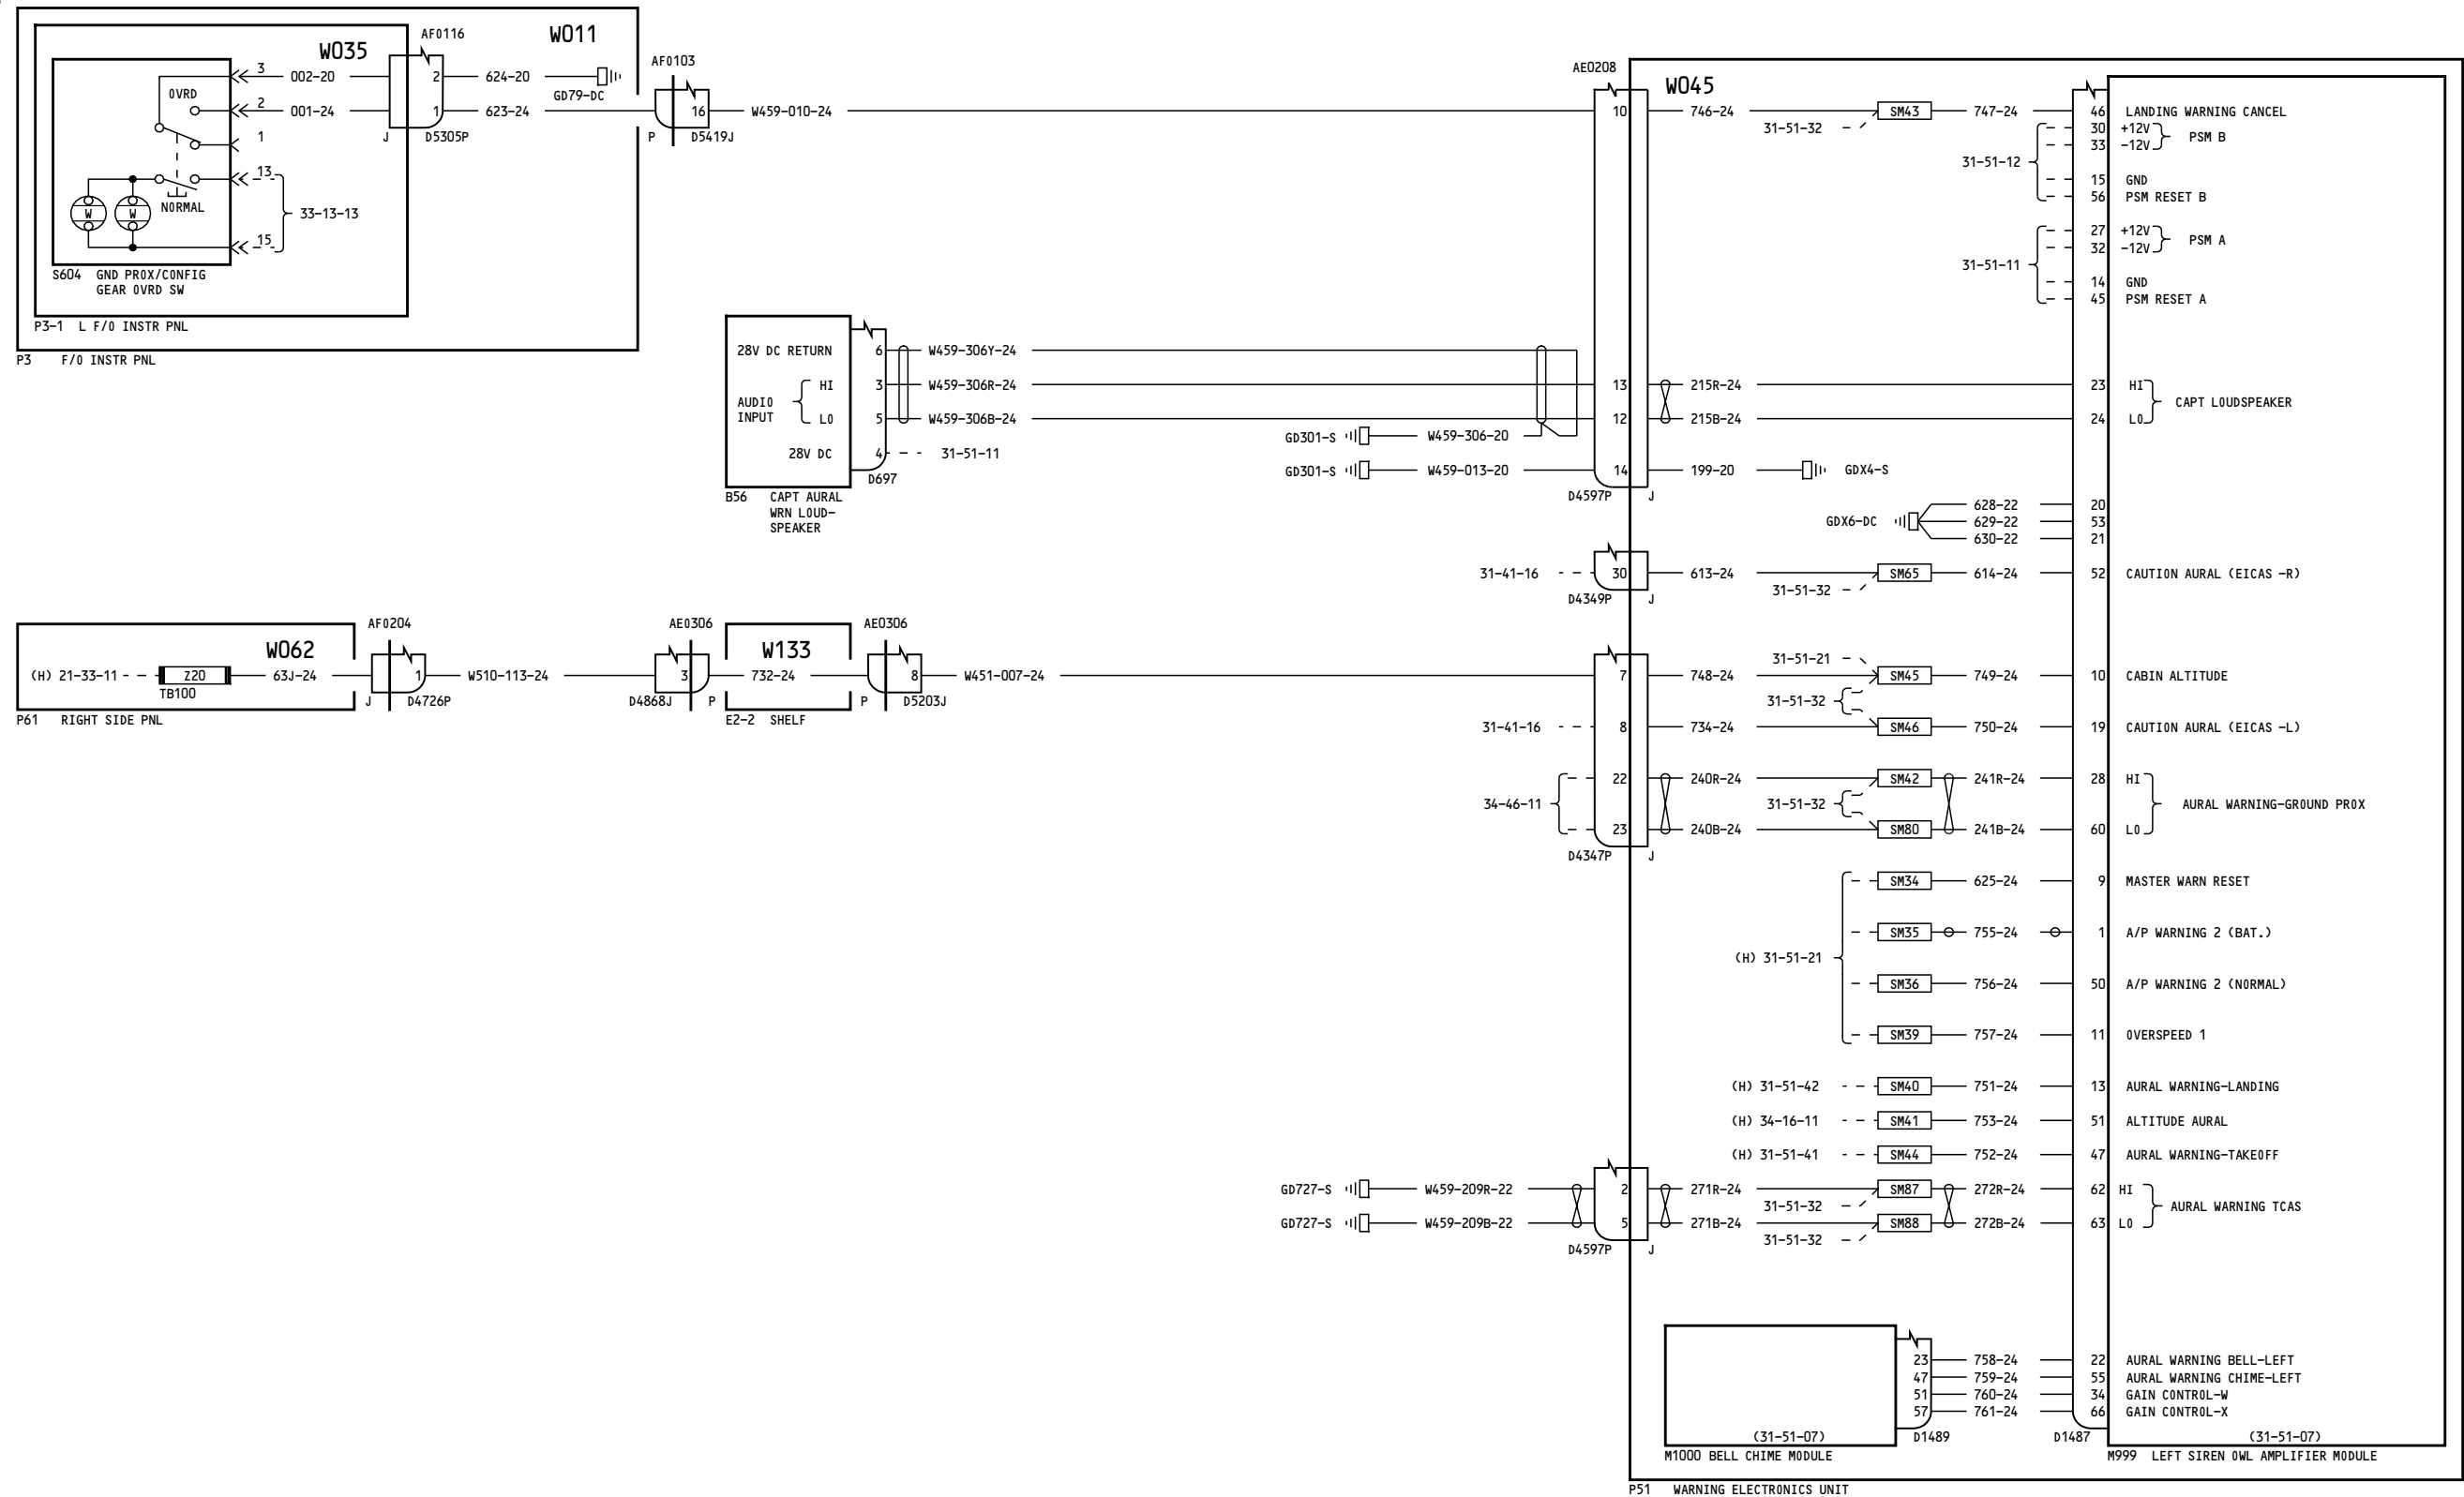 W035
AF0116
W011
3
002-20
2
624-20
GD79-DC
OVRD
2
001-24
1
623-24
1
J
D5305P
13
NORMAL
W
W
33-13-13
15
S604 GND PROX/CONFIG
GEAR OVRD SW
P3-1 L F/O INSTR PNL
P3 F/O INSTR PNL
AF0103
16
W459-010-24
P
D5419J
28V DC RETURN
6
W459-306Y-24
AUDIO
INPUT
HI
3
W459-306R-24
LO
5
W459-306B-24
28V DC
4
31-51-11
D697
B56 CAPT AURAL
WRN LOUD-
SPEAKER
GD301-S
W459-306-20
GD301-S
W459-013-20
AE0208
W045
10
746-24
31-51-32
SM43
747-24
46
LANDING WARNING CANCEL
31-51-12
30
+12V
33
-12V
PSM B
15
GND
56
PSM RESET B
31-51-11
27
+12V
32
-12V
PSM A
14
GND
45
PSM RESET A
13
215R-24
23
HI
12
215B-24
24
LO
CAPT LOUDSPEAKER
14
199-20
GDX4-S
D4597P
J
GDX6-DC
628-22
20
629-22
53
630-22
21
31-41-16
30
613-24
31-51-32
SM65
614-24
52
CAUTION AURAL (EICAS -R)
D4349P
J
W062
(H) 21-33-11
Z20
TB100
63J-24
P61 RIGHT SIDE PNL
AF0204
1
J
D4726P
W510-113-24
AE0306
3
D4868J
P
W133
732-24
E2-2 SHELF
AE0306
8
P
D5203J
W451-007-24
7
748-24
31-51-21
SM45
749-24
10
CABIN ALTITUDE
31-51-32
31-41-16
8
734-24
SM46
750-24
19
CAUTION AURAL (EICAS -L)
34-46-11
22
240R-24
SM42
241R-24
28
HI
31-51-32
AURAL WARNING-GROUND PROX
23
240B-24
SM80
241B-24
60
LO
D4347P
J
(H) 31-51-21
SM34
625-24
9
MASTER WARN RESET
SM35
755-24
1
A/P WARNING 2 (BAT.)
SM36
756-24
50
A/P WARNING 2 (NORMAL)
SM39
757-24
11
OVERSPEED 1
(H) 31-51-42
SM40
751-24
13
AURAL WARNING-LANDING
(H) 34-16-11
SM41
753-24
51
ALTITUDE AURAL
(H) 31-51-41
SM44
752-24
47
AURAL WARNING-TAKEOFF
GD727-S
W459-209R-22
2
271R-24
31-51-32
SM87
272R-24
62
HI
AURAL WARNING TCAS
GD727-S
W459-209B-22
5
271B-24
31-51-32
SM88
272B-24
63
LO
D4597P
J
23
758-24
22
AURAL WARNING BELL-LEFT
47
759-24
55
AURAL WARNING CHIME-LEFT
51
760-24
34
GAIN CONTROL-W
57
761-24
66
GAIN CONTROL-X
(31-51-07)
D1489
D1487
(31-51-07)
M1000 BELL CHIME MODULE
M999 LEFT SIREN OWL AMPLIFIER MODULE
P51 WARNING ELECTRONICS UNIT